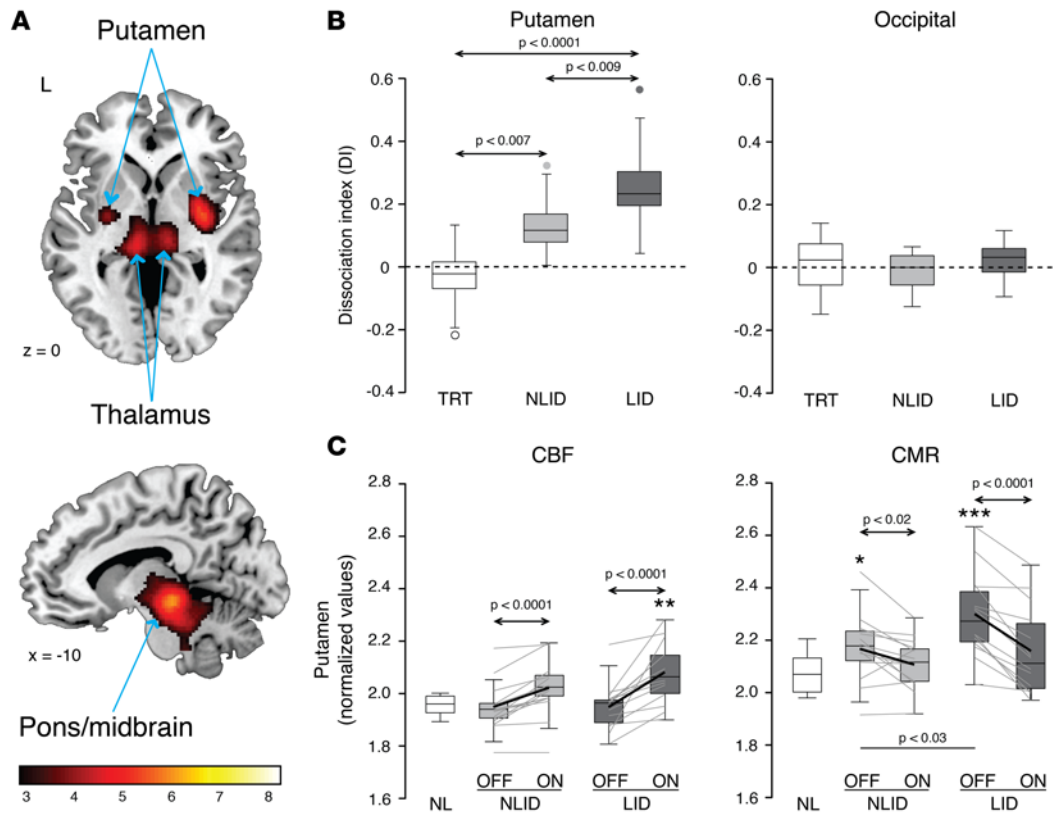 A
Putamen
L
z = 0
Thalamus
x = -10
Pons/midbrain
3 4 5 6 7 8
B
Putamen
Occipital
p < 0.0001
p < 0.009
p < 0.007
Dissociation index (DI)
0.6
0.4
0.2
0
-0.2
-0.4
TRT NLID LID
0.6
0.4
0.2
0
-0.2
-0.4
TRT NLID LID
C
CBF
CMR
Putamen
(normalized values)
2.8
2.6
2.4
2.2
2.0
1.8
1.6
p < 0.0001
p < 0.0001
**
OFF ON OFF ON
NL NLID LID
2.8
2.6
2.4
2.2
2.0
1.8
1.6
p < 0.0001
***
p < 0.02
*
p < 0.03
OFF ON OFF ON
NL NLID LID